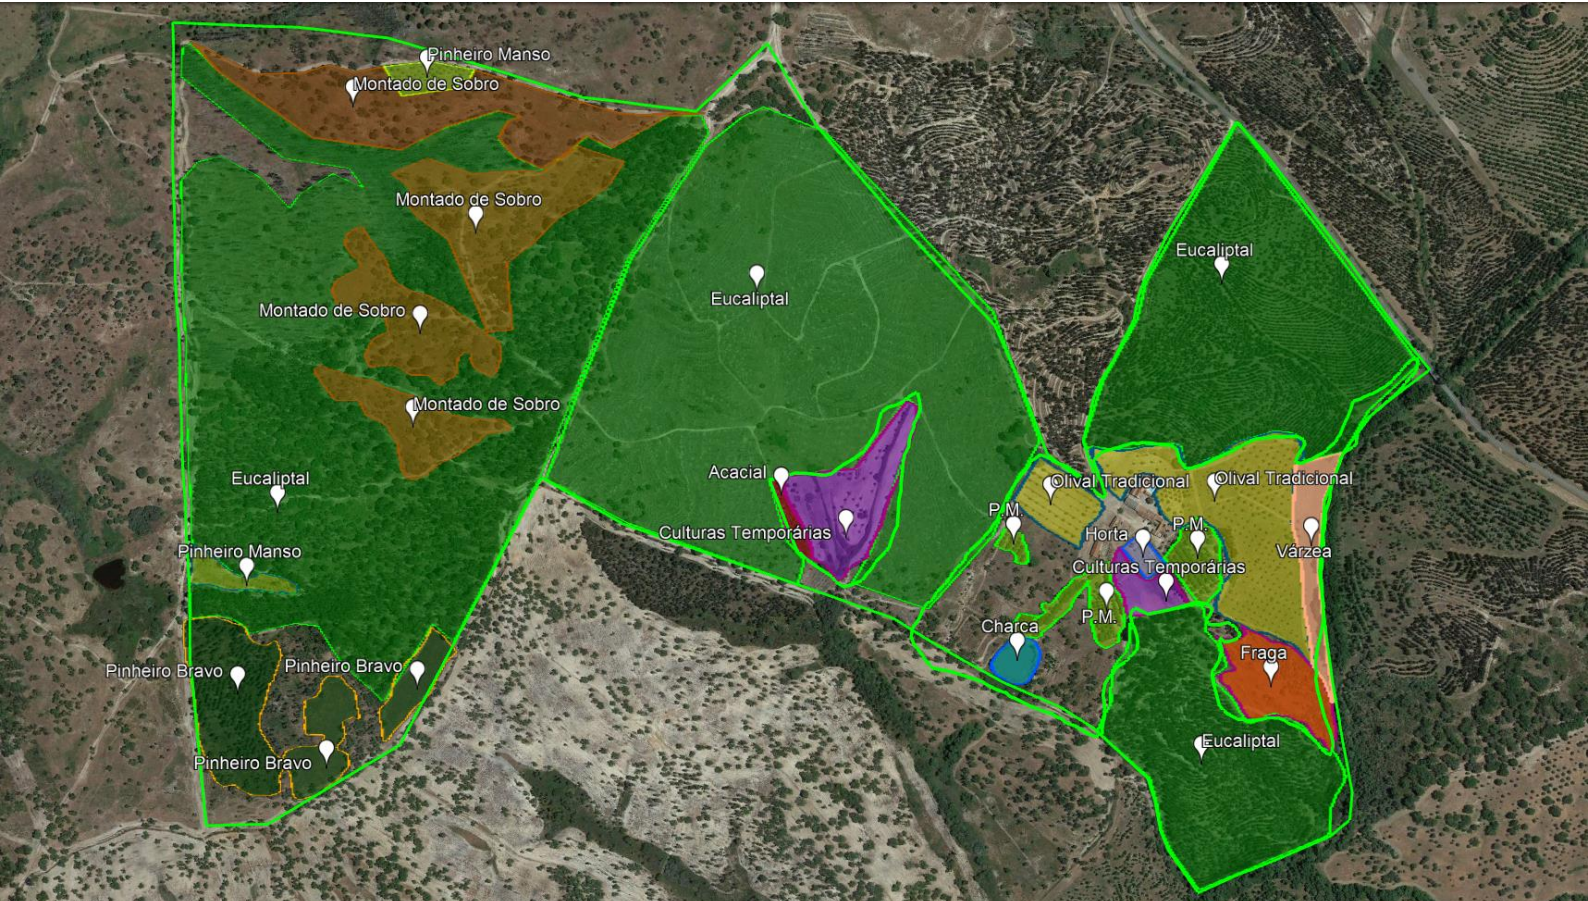 Pinheiro Manso
Montado de Sobro
Montado de Sobro
Eucaliptal
Eucaliptal
Montado de Sobro
Montado de Sobro
Acacial
Eucaliptal
Olival Tradicional
Olival Tradicional
P.M.
P.M.
Culturas Temporárias
Horta
Pinheiro Manso
Várzea
Culturas Temporárias
P.M.
Charca
Fraga
Pinheiro Bravo
Pinheiro Bravo
Eucaliptal
Pinheiro Bravo